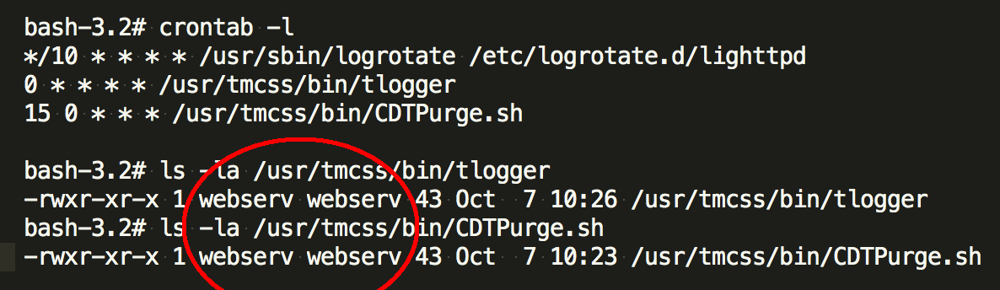 bash-3.2# crontab -l
*/10 * * * * /usr/sbin/logrotate /etc/logrotate.d/lighttpd
0 * * * * /usr/tmcss/bin/tlogger
15 0 * * * /usr/tmcss/bin/CDTPurge.sh
bash-3.2# ls -la /usr/tmcss/bin/tlogger
-rwxr-xr-x 1 webserv webserv 43 Oct  7 10:26 /usr/tmcss/bin/tlogger
bash-3.2# ls -la /usr/tmcss/bin/CDTPurge.sh
-rwxr-xr-x 1 webserv webserv 43 Oct  7 10:23 /usr/tmcss/bin/CDTPurge.sh